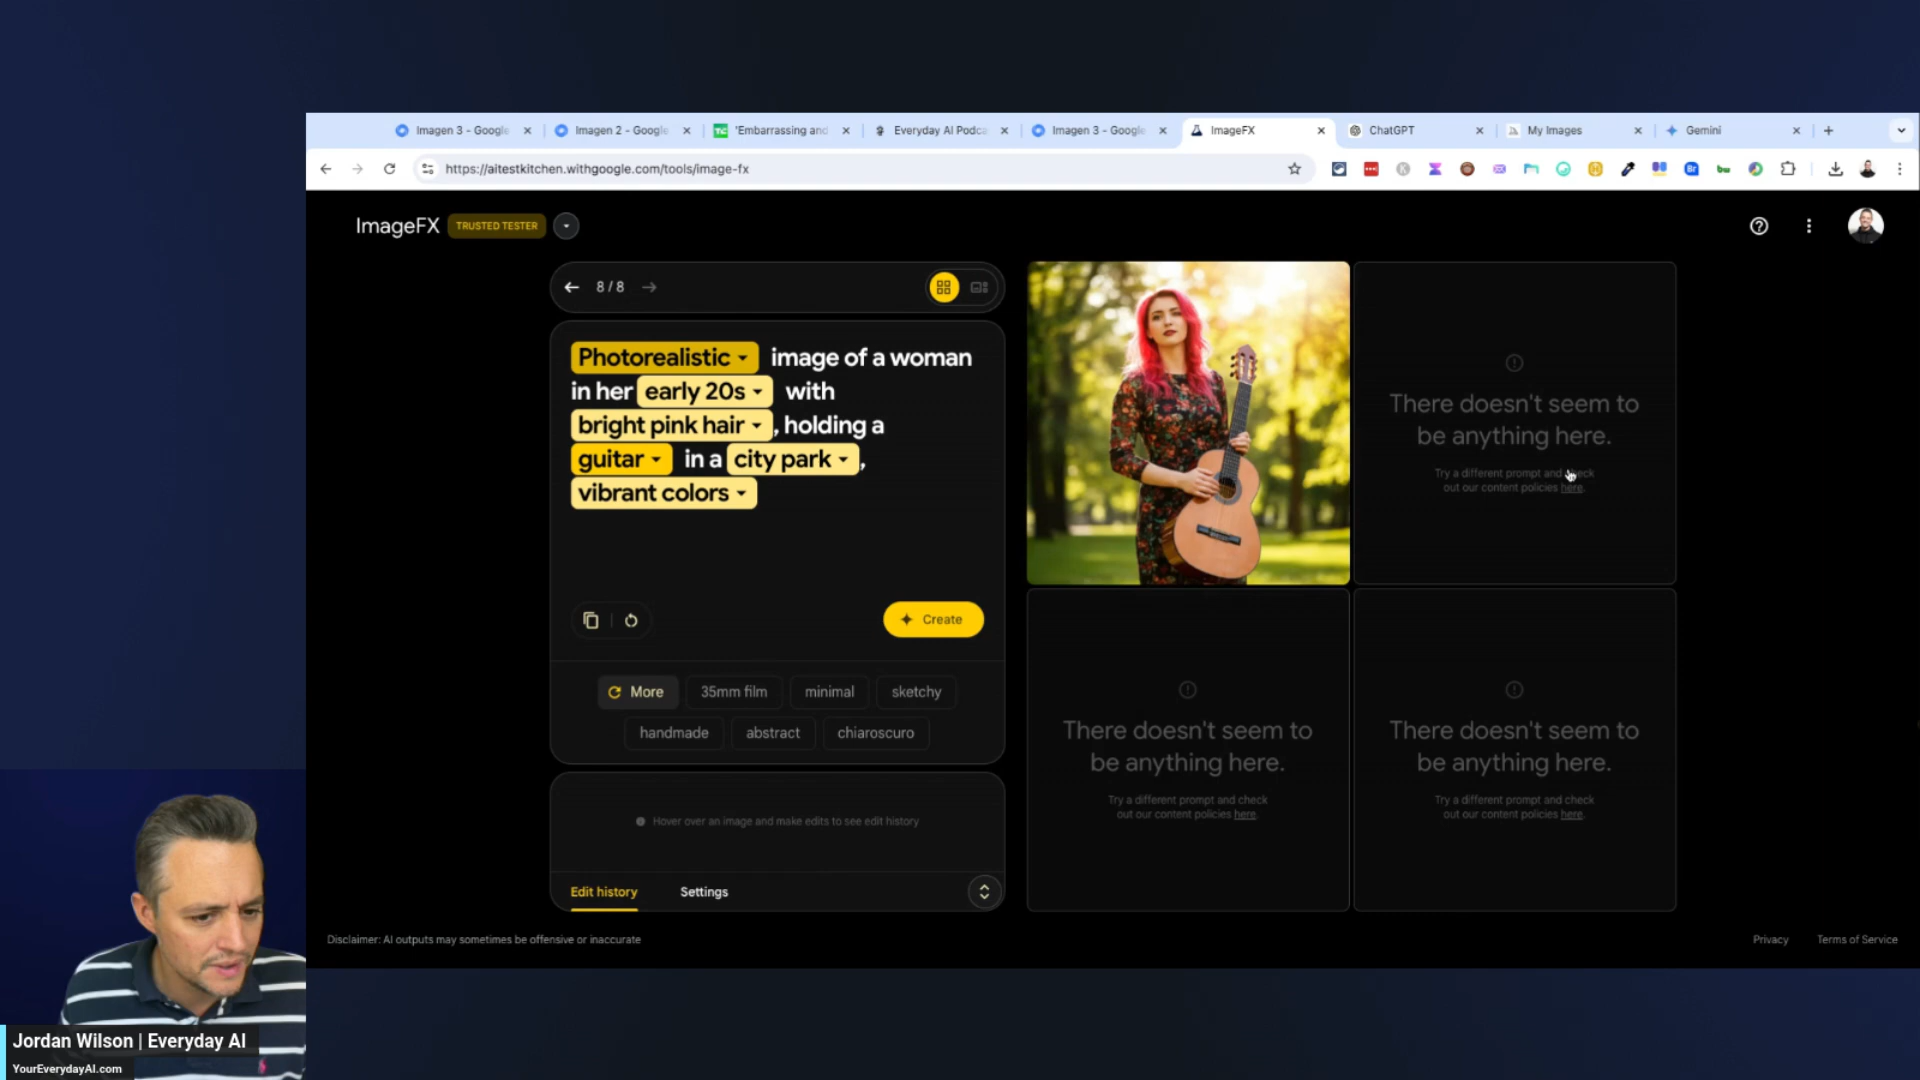 Imagen 3 - Google
Imagen 2 - Google
TC
'Embarrassing and
Everyday AI Podca
Imagen 3 - Google
ImageFX
ChatGPT
My Images
Gemini
https://aitestkitchen.withgoogle.com/tools/image-fx
Br
bw
ImageFX
TRUSTED TESTER
8 / 8
Photorealistic image of a woman
in her early 20s with
bright pink hair , holding a
guitar in a city park ,
vibrant colors
Create
More
35mm film
minimal
sketchy
handmade
abstract
chiaroscuro
Hover over an image and make edits to see edit history
Edit history
Settings
There doesn't seem to
be anything here.
Try a different prompt and check
out our content policies here.
There doesn't seem to
be anything here.
Try a different prompt and check
out our content policies here.
There doesn't seem to
be anything here.
Try a different prompt and check
out our content policies here.
Disclaimer: AI outputs may sometimes be offensive or inaccurate
Privacy
Terms of Service
Jordan Wilson | Everyday AI
YourEverydayAI.com